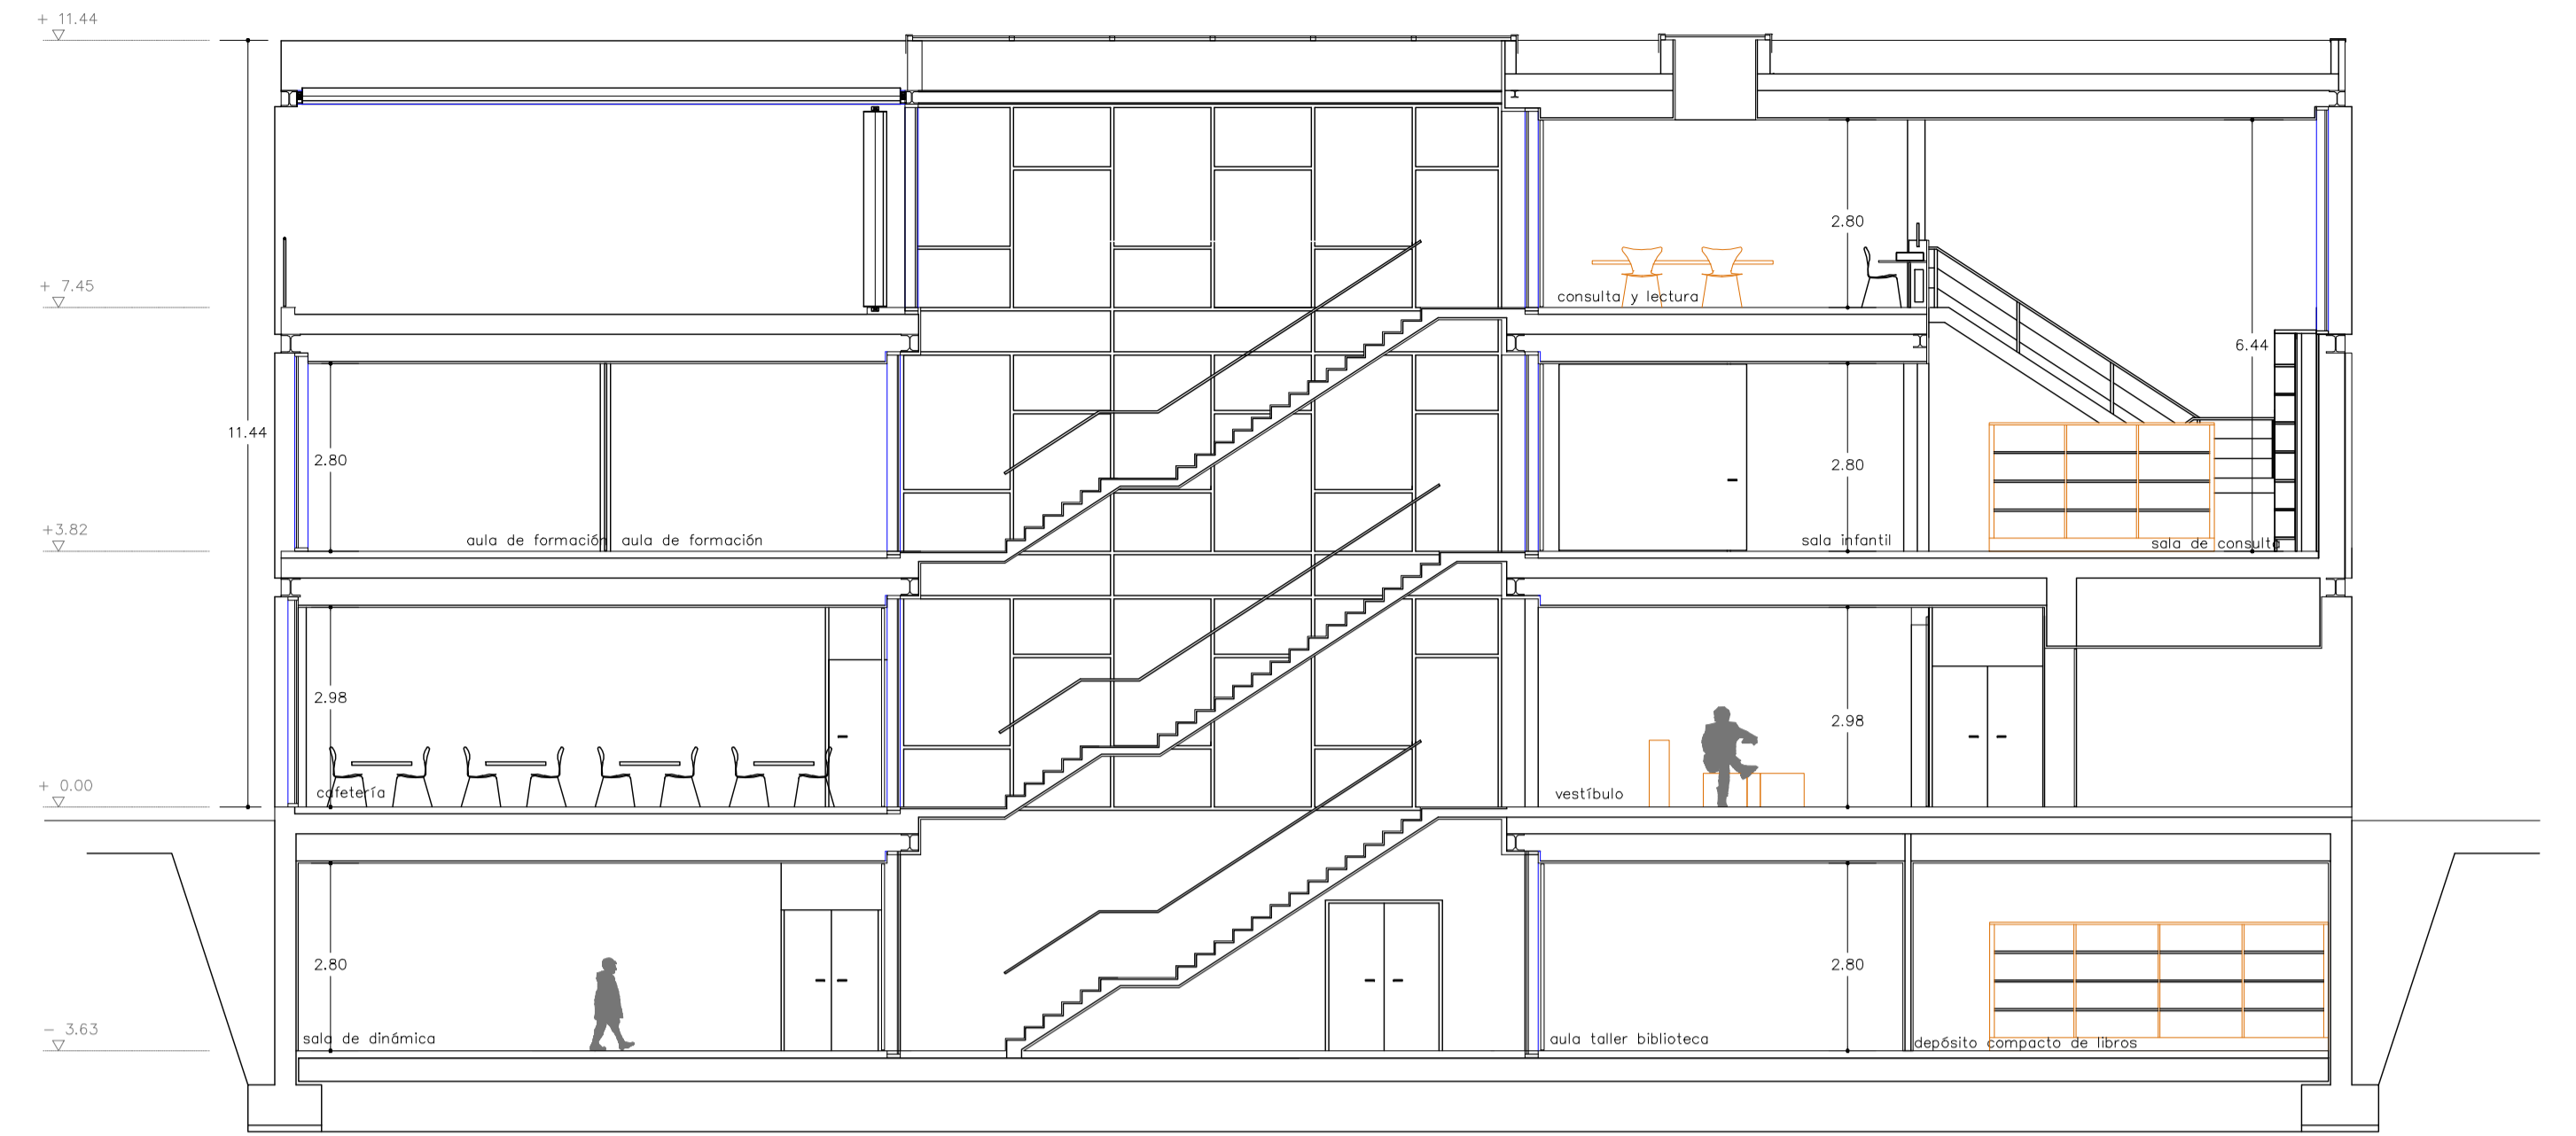 + 11.44
+ 7.45
2.80
consulta y lectura
6.44
11.44
2.80
2.80
+3.82
aula de formación
aula de formación
sala infantil
sala de consulta
2.98
2.98
+ 0.00
cafetería
vestíbulo
2.80
2.80
- 3.63
sala de dinámica
aula taller biblioteca
depósito compacto de libros